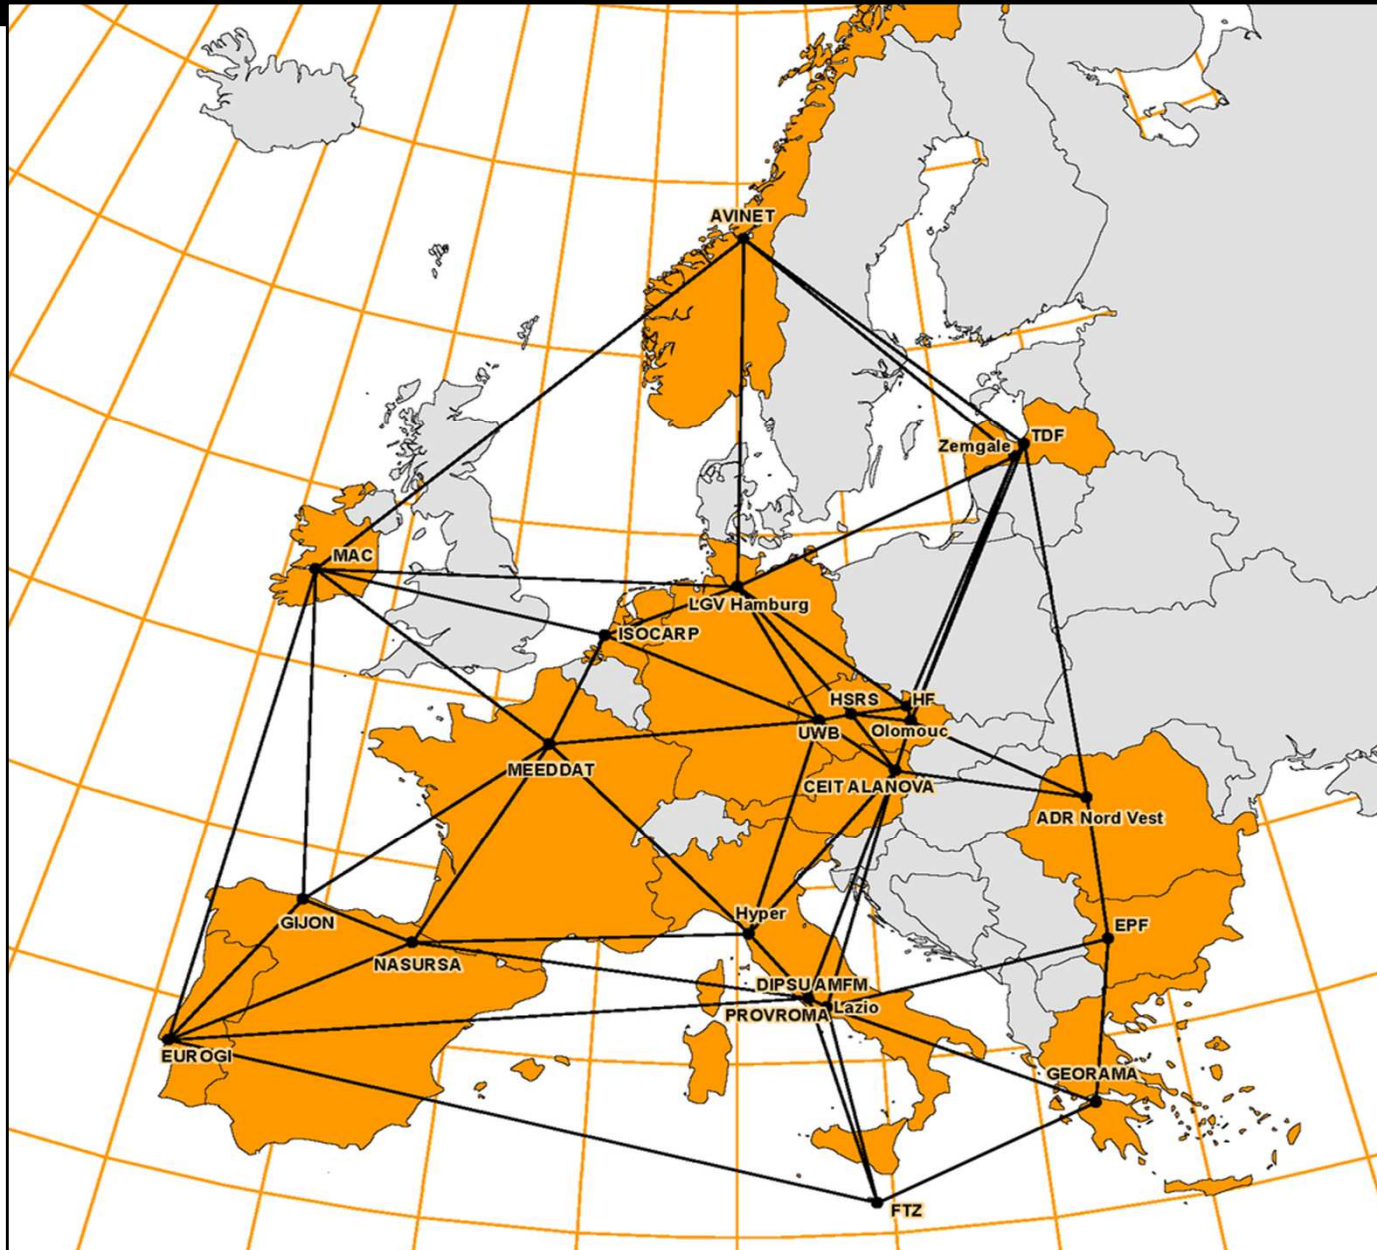 AVINET
TDF
Zemgale
MAC
LGV Hamburg
ISOCARP
HSRS
HF
UWB
Olomouc
MEEDDAT
CEIT ALANOVA
ADR Nord Vest
Hyper
GIJON
EPF
NASURSA
DIPSU AMFM
PROVROMA
Lazio
EUROGI
GEORAMA
FTZ